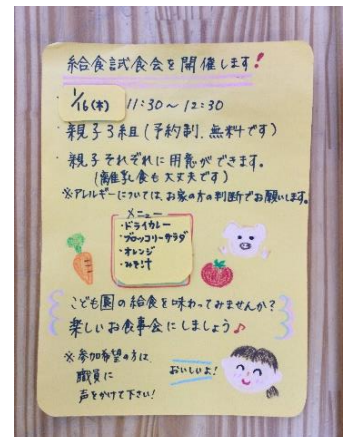 給食試食会を開催します!
1/16(木) 11:30～12:30
・親子3組(予約制、無料です)
・親子それぞれに用意ができます。
(離乳食も大丈夫です)
※アレルギーについては、お家の方の判断でお願いします。
メニュー
・ドライカレー
・ブロッコリーサラダ
・オレンジ
・みそ汁
こども園の給食を味わってみませんか?
楽しいお食事会にしましょう♪
※参加希望の方は、
職員に
声をかけて下さい!
おいしいよ!